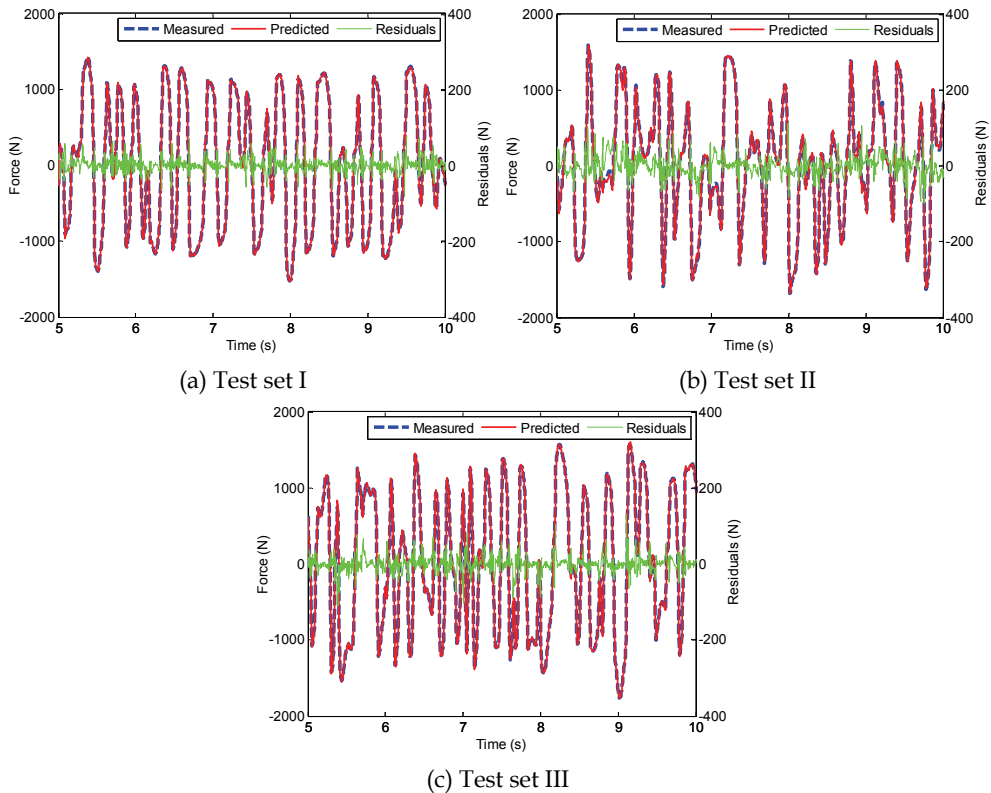 Measured Predicted Residuals
2000
1000
0
-1000
-2000
Force (N)
400
200
0
-200
-400
Residuals (N)
5 6 7 8 9 10
Time (s)
(a) Test set I
Measured Predicted Residuals
2000
1000
0
-1000
-2000
Force (N)
400
200
0
-200
-400
Residuals (N)
5 6 7 8 9 10
Time (s)
(b) Test set II
Measured Predicted Residuals
2000
1000
0
-1000
-2000
Force (N)
400
200
0
-200
-400
Residuals (N)
5 6 7 8 9 10
Time (s)
(c) Test set III